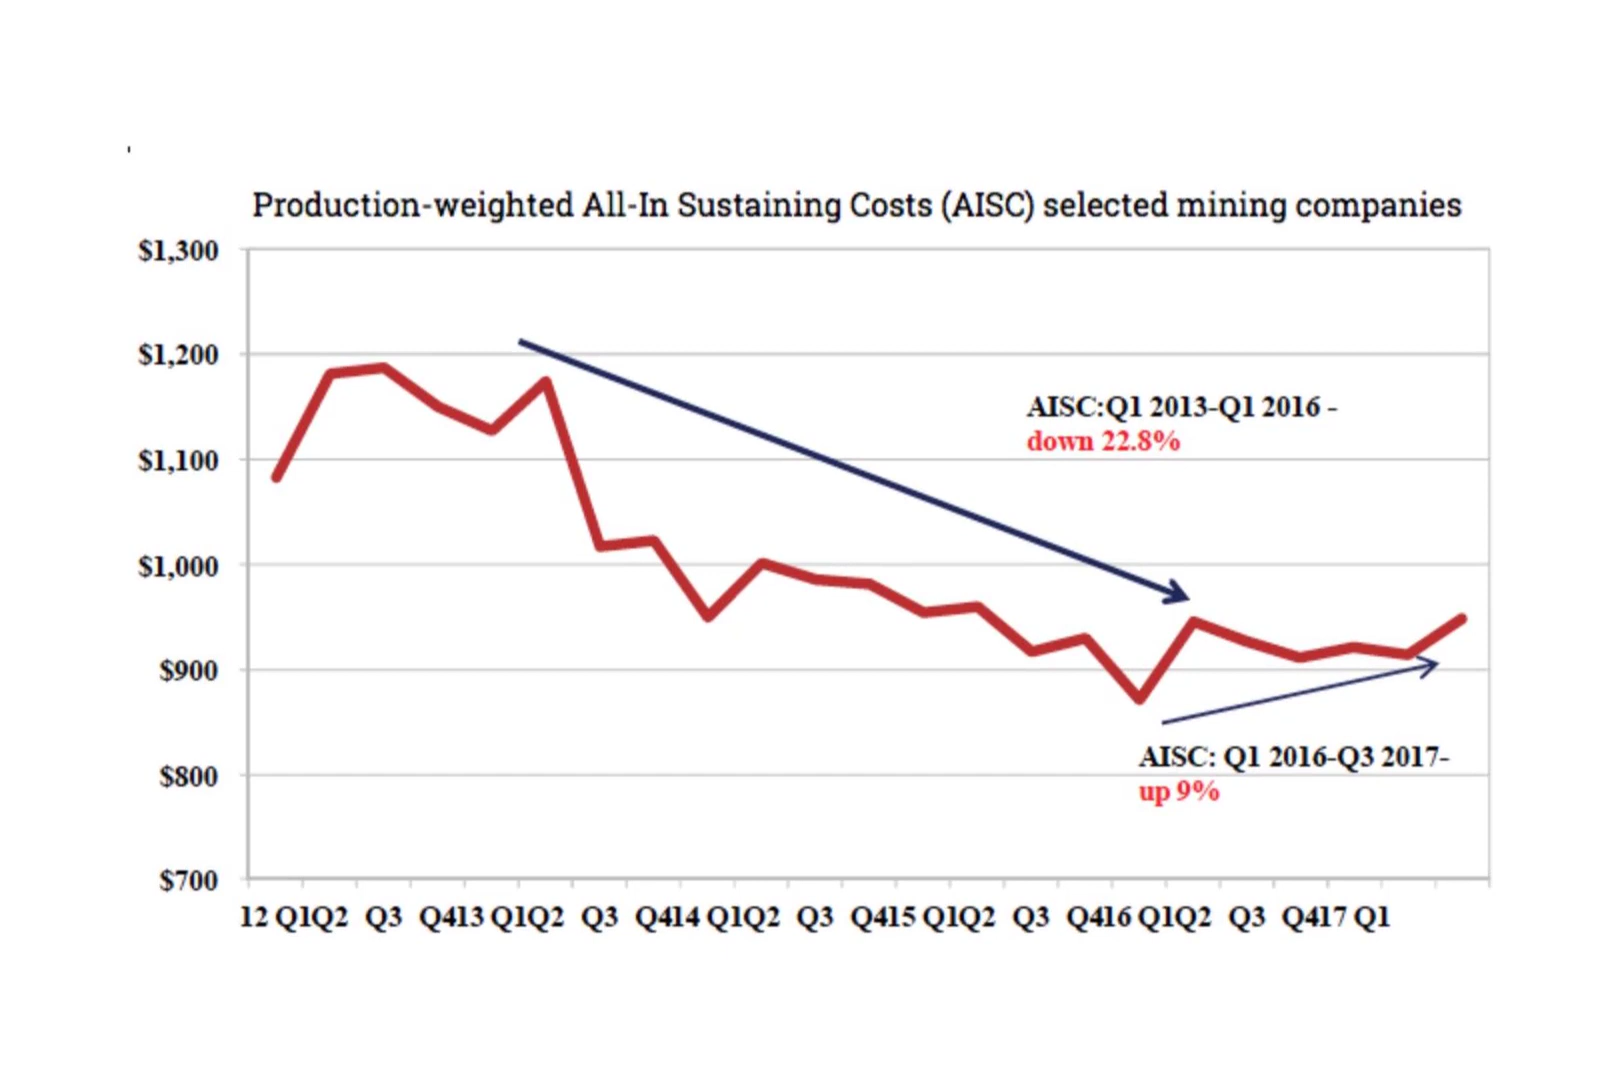 Production-weighted All-In Sustaining Costs (AISC) selected mining companies
$1,300
$1,200
$1,100
$1,000
$900
$800
$700
AISC:Q1 2013-Q1 2016 -
down 22.8%
AISC: Q1 2016-Q3 2017-
up 9%
12 Q1Q2 Q3 Q413 Q1Q2 Q3 Q414 Q1Q2 Q3 Q415 Q1Q2 Q3 Q416 Q1Q2 Q3 Q417 Q1